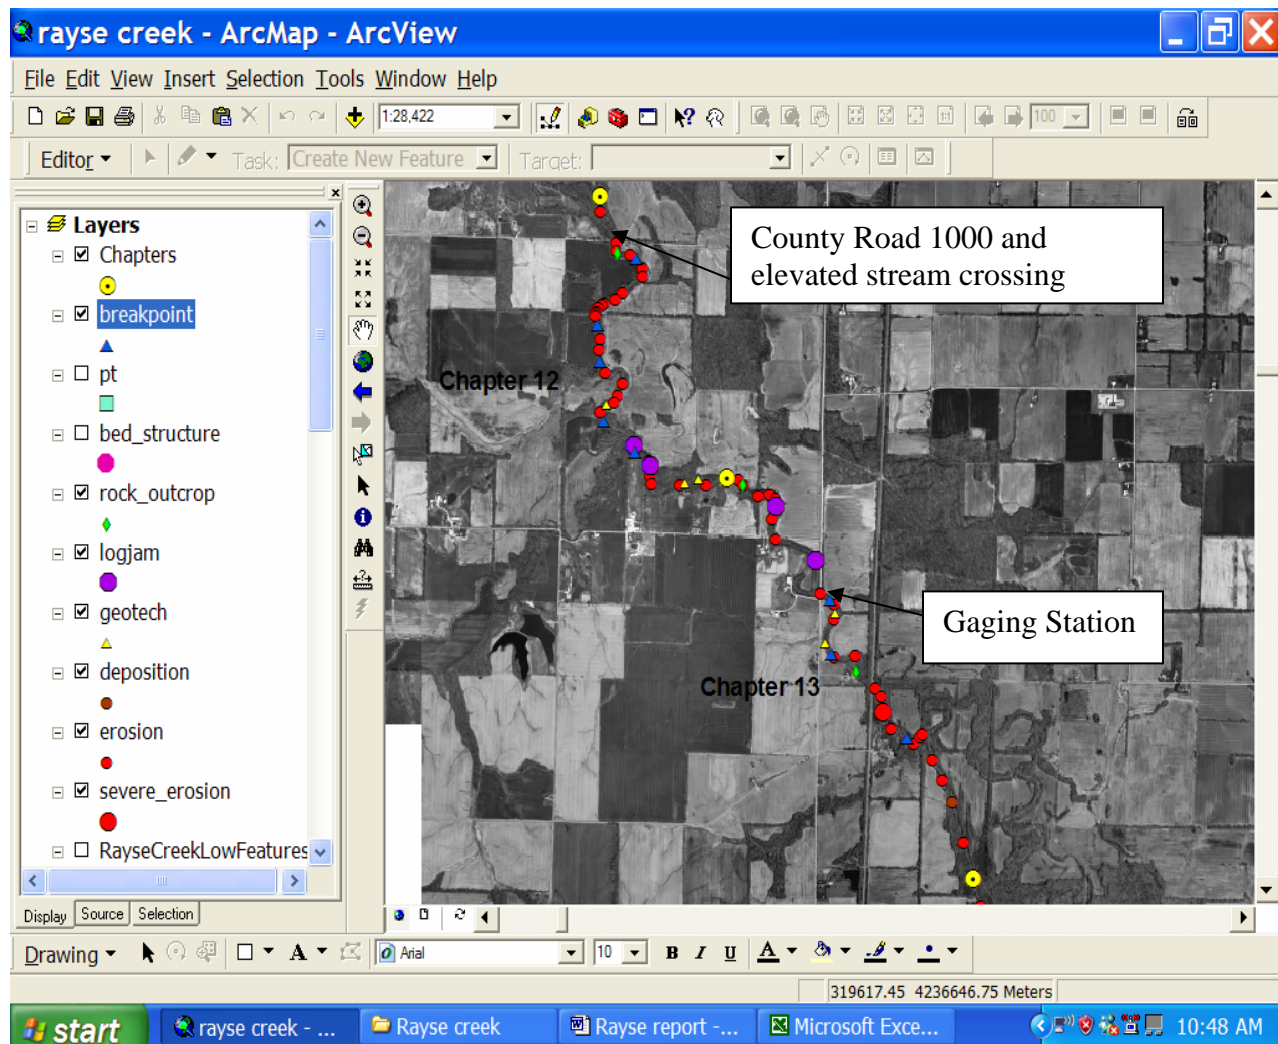 rayse creek - ArcMap - ArcView
File Edit View Insert Selection Tools Window Help
1:28,422
100
Editor Task: Create New Feature Target:
Layers
Chapters
breakpoint
pt
bed_structure
rock_outcrop
logjam
geotech
deposition
erosion
severe_erosion
RayseCreekLowFeatures
County Road 1000 and
elevated stream crossing
Chapter 12
Gaging Station
Chapter 13
Display Source Selection
Drawing A Arial 10 B I U A
319617.45 4236646.75 Meters
start rayse creek - ... Rayse creek Rayse report -... Microsoft Exce... 10:48 AM